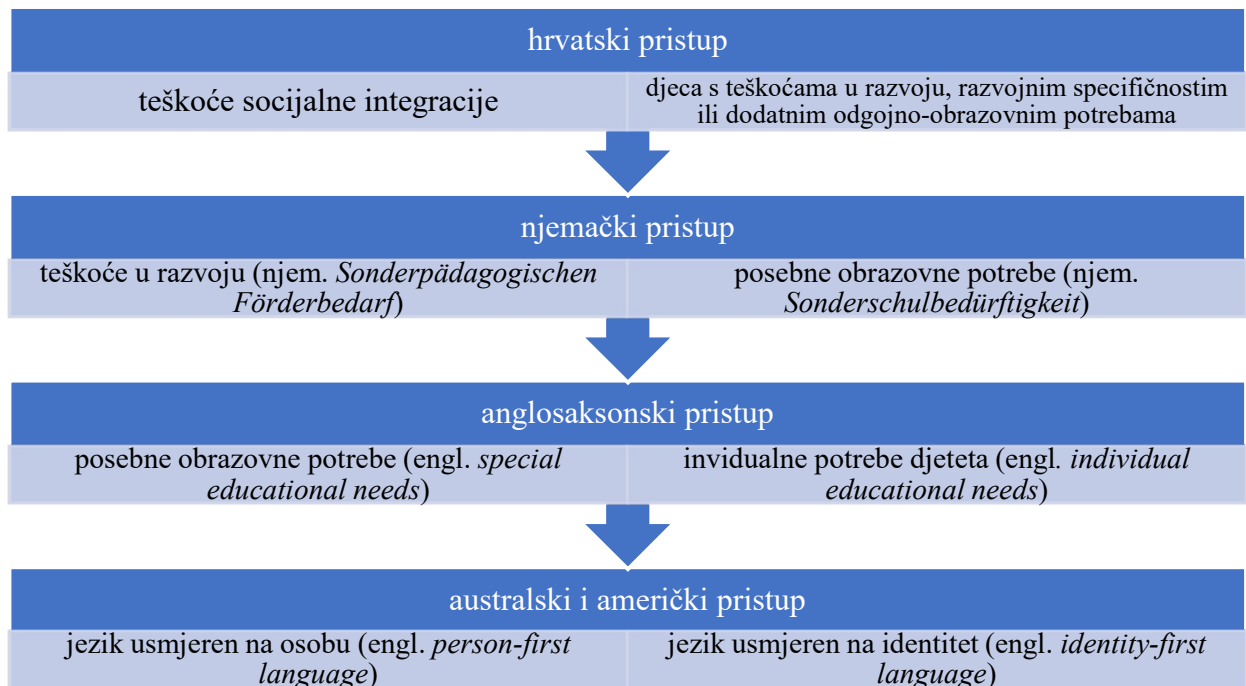 hrvatski pristup
teškoće socijalne integracije
djeca s teškoćama u razvoju, razvojnim specifičnostim
ili dodatnim odgojno-obrazovnim potrebama
njemački pristup
teškoće u razvoju (njem. Sonderpädagogischen
Förderbedarf)
posebne obrazovne potrebe (njem.
Sonderschulbedürftigkeit)
anglosaksonski pristup
posebne obrazovne potrebe (engl. special
educational needs)
invidualne potrebe djeteta (engl. individual
educational needs)
australski i američki pristup
jezik usmjeren na osobu (engl. person-first
language)
jezik usmjeren na identitet (engl. identity-first
language)